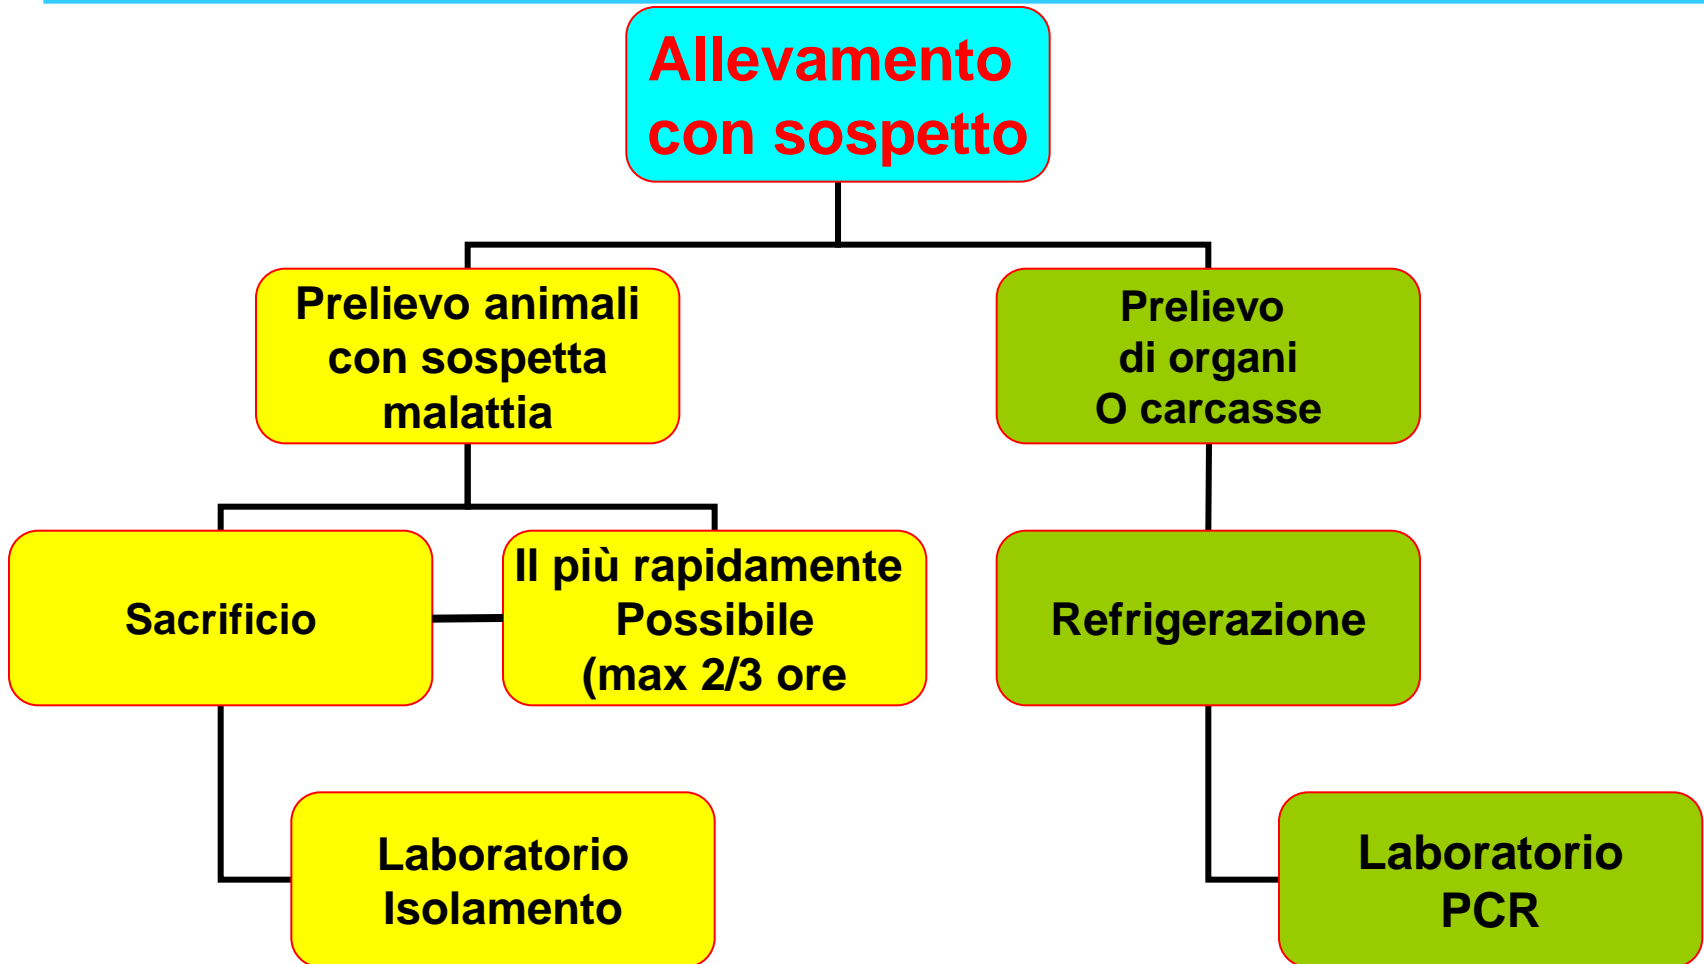 Allevamento
con sospetto
Prelievo animali
con sospetta
malattia
Prelievo
di organi
O carcasse
Sacrificio
Il più rapidamente
Possibile
(max 2/3 ore
Refrigerazione
Laboratorio
Isolamento
Laboratorio
PCR